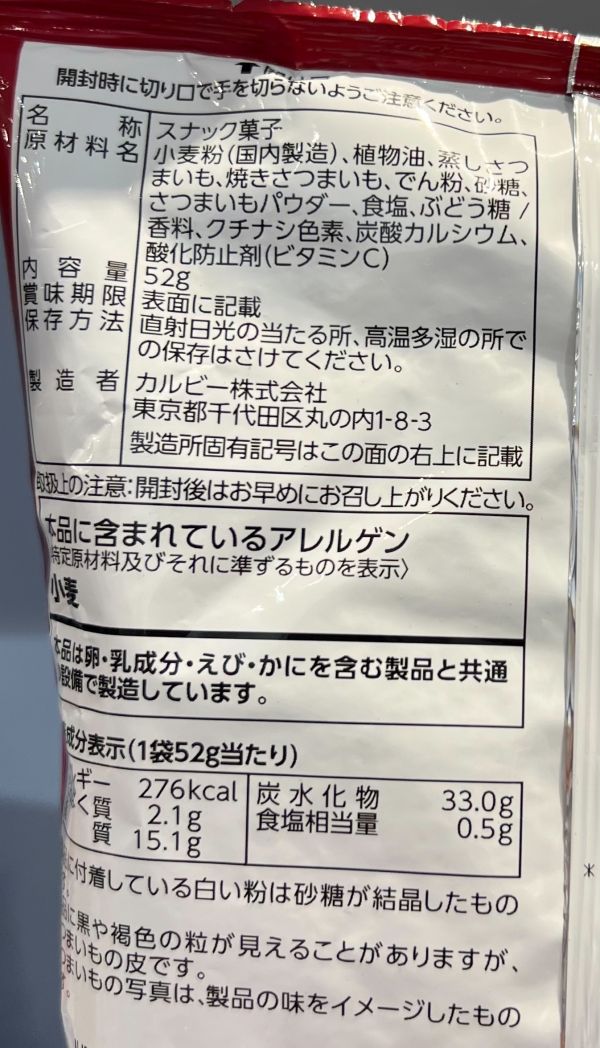 開封時に切り口で手を切らないようご注意ください。
名 称 スナック菓子
原材料名 小麦粉(国内製造)、植物油、蒸しさつ
まいも、焼きさつまいも、でん粉、砂糖、
さつまいもパウダー、食塩、ぶどう糖/
香料、クチナシ色素、炭酸カルシウム、
酸化防止剤(ビタミンC)
内容量 52g
賞味期限 表面に記載
保存方法 直射日光の当たる所、高温多湿の所で
の保存はさけてください。
製造者 カルビー株式会社
東京都千代田区丸の内1-8-3
製造所固有記号はこの面の右上に記載
取扱上の注意:開封後はお早めにお召し上がりください。
本品に含まれているアレルゲン
特定原材料及びそれに準ずるものを表示〉
小麦
本品は卵・乳成分・えび・かにを含む製品と共通
設備で製造しています。
成分表示(1袋52g当たり)
ギー 276kcal 炭水化物 33.0g
く質 2.1g 食塩相当量 0.5g
質 15.1g
に付着している白い粉は砂糖が結晶したもの
に黒や褐色の粒が見えることがありますが、
まいもの皮です。
まいもの写真は、製品の味をイメージしたもの